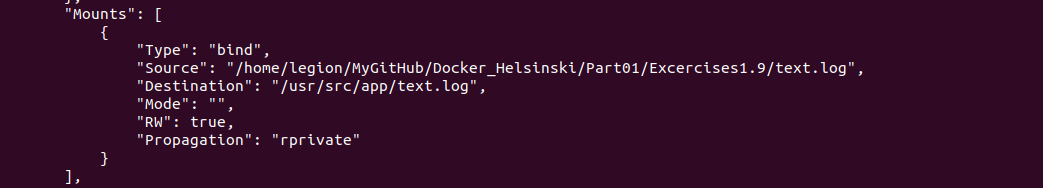 },
"Mounts": [
{
"Type": "bind",
"Source": "/home/legion/MyGitHub/Docker_Helsinski/Part01/Excercises1.9/text.log",
"Destination": "/usr/src/app/text.log",
"Mode": "",
"RW": true,
"Propagation": "rprivate"
}
],